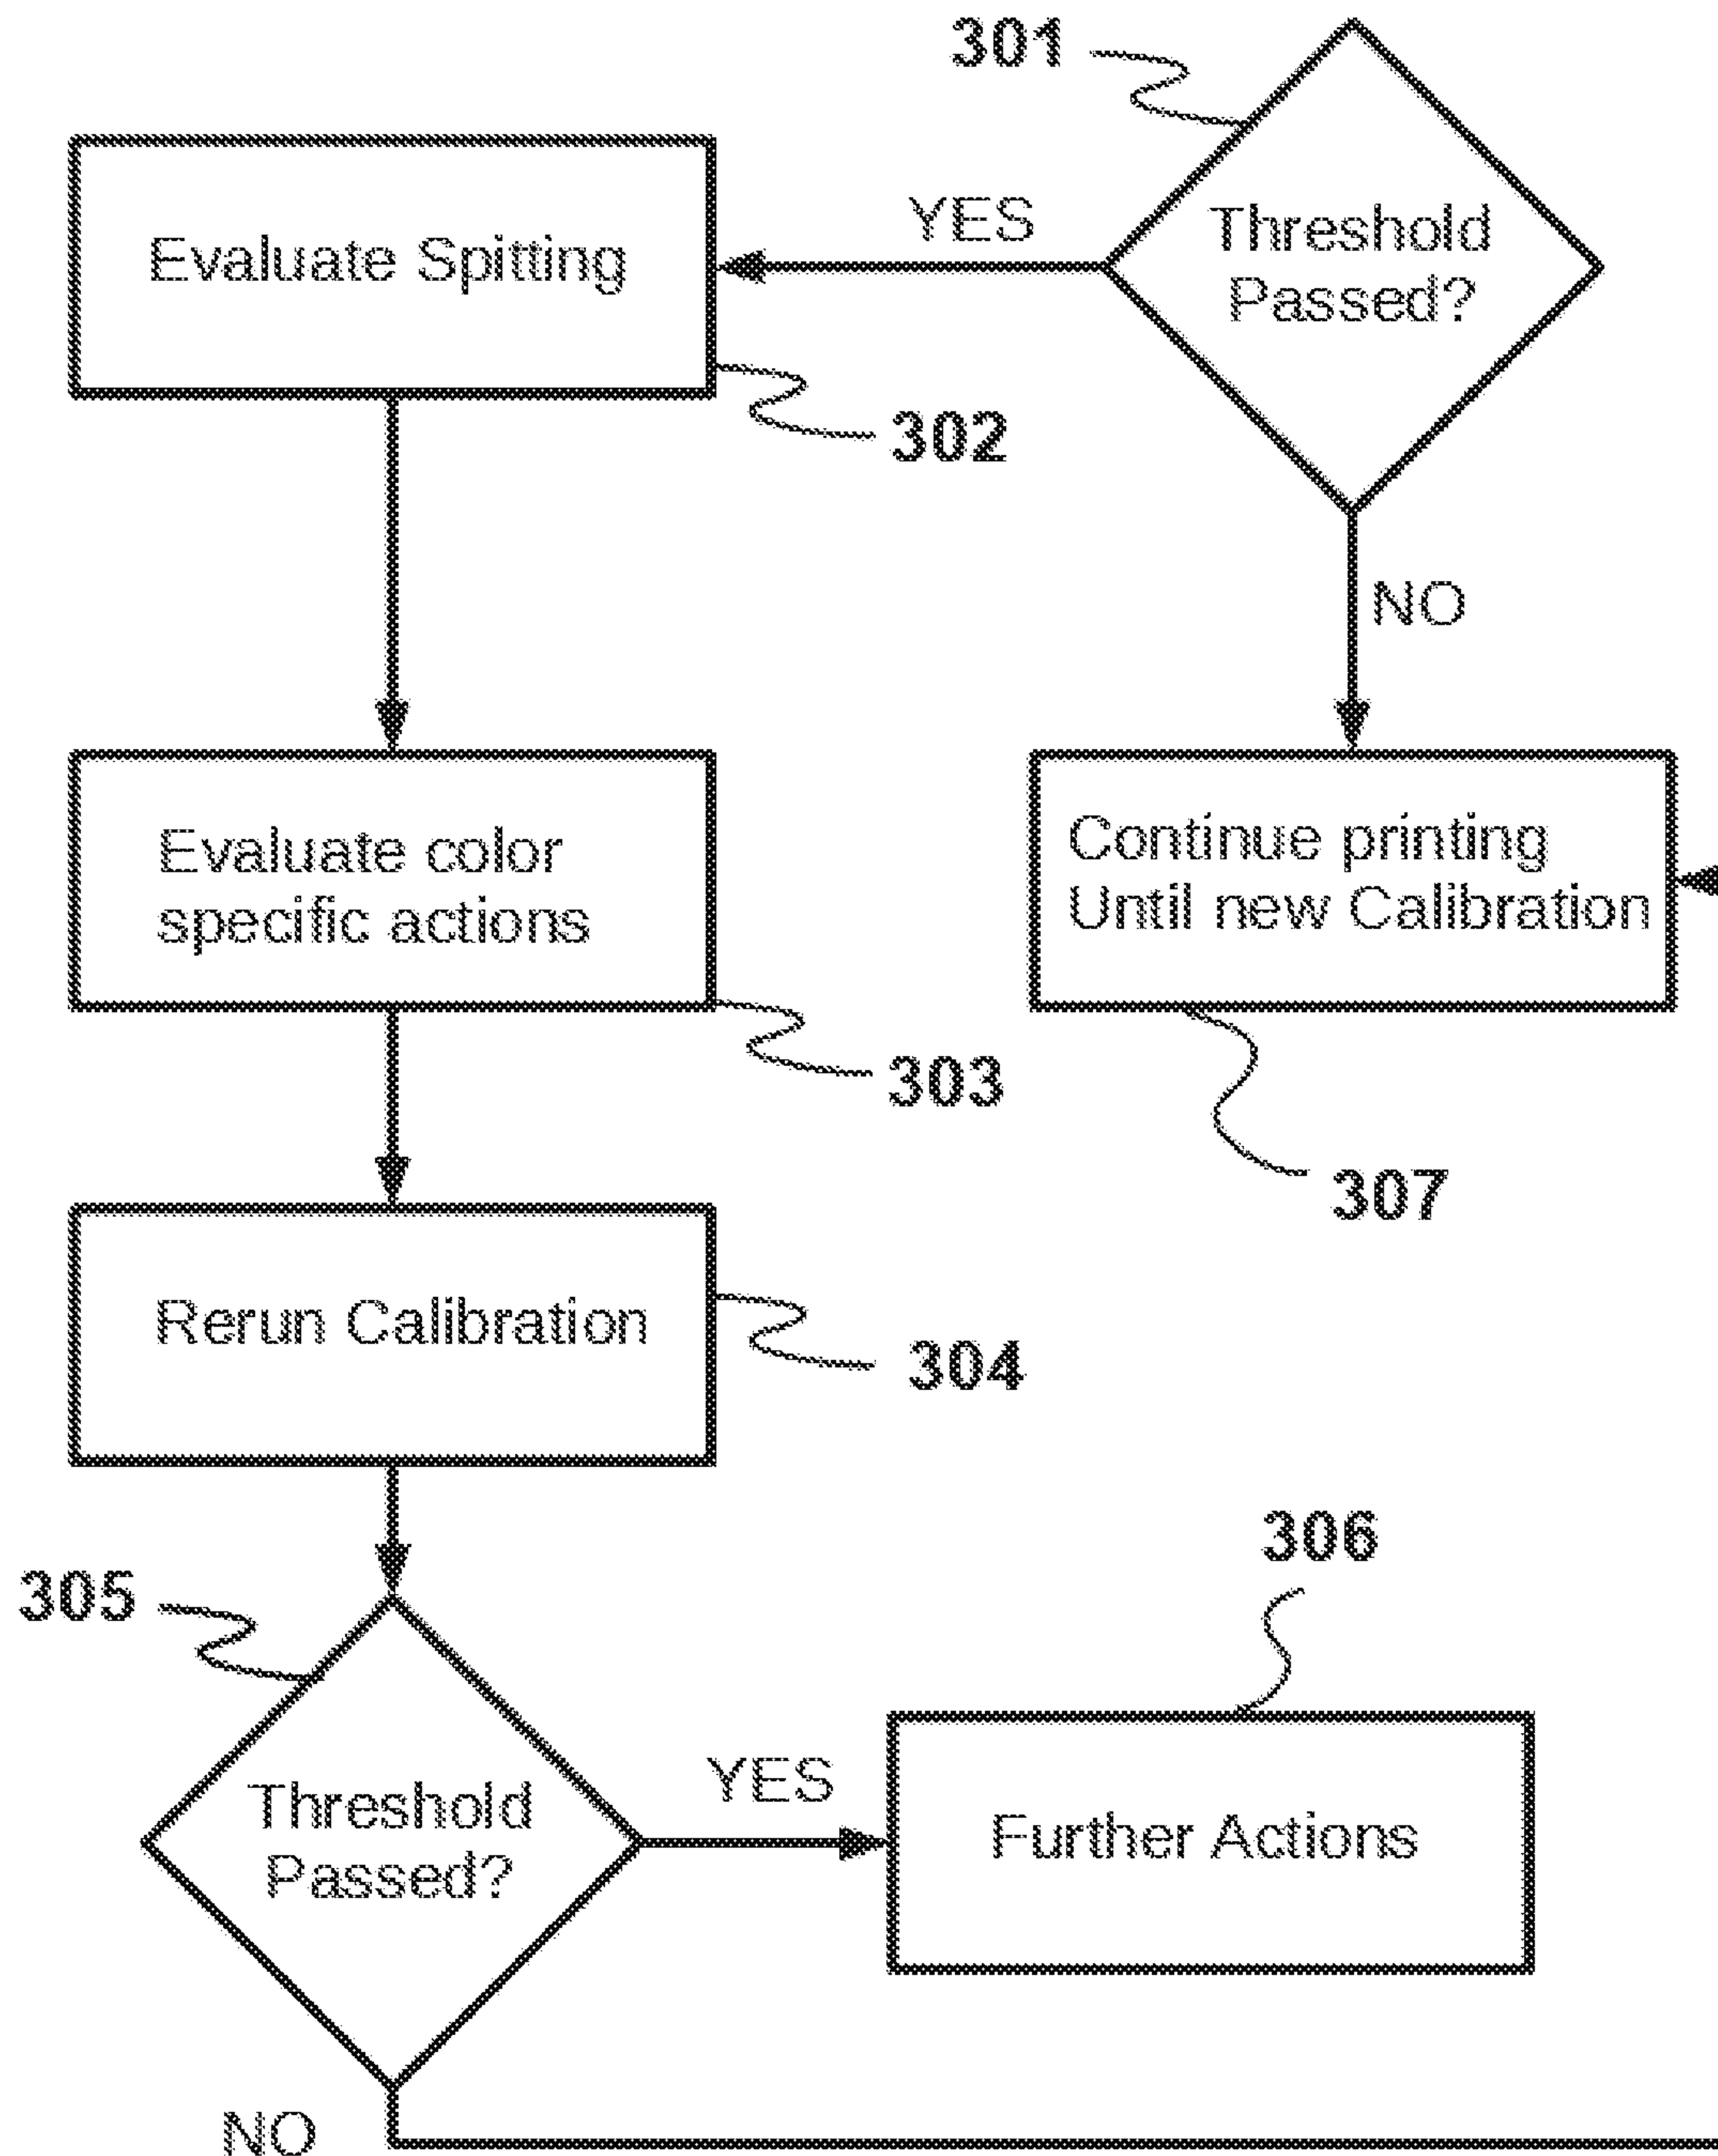 301
Threshold
Passed?
YES
Evaluate Spitting
302
NO
Evaluate color
specific actions
303
Continue printing
Until new Calibration
307
Rerun Calibration
304
305
Threshold
Passed?
YES
306
Further Actions
NO